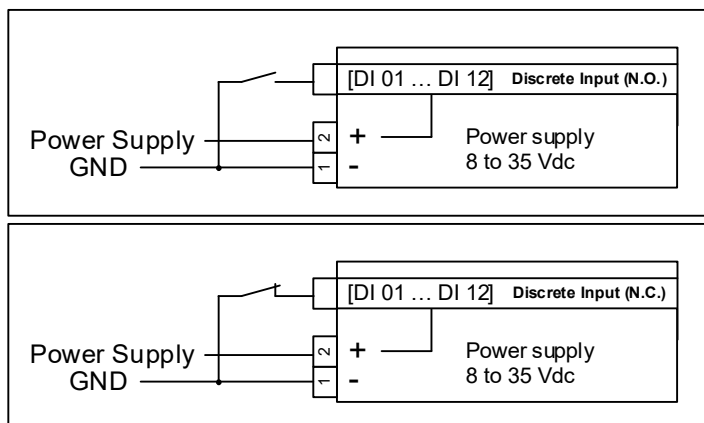 [DI 01 ... DI 12] Discrete Input (N.O.)
Power Supply 2 + Power supply
GND 1 - 8 to 35 Vdc
[DI 01 ... DI 12] Discrete Input (N.C.)
Power Supply 2 + Power supply
GND 1 - 8 to 35 Vdc